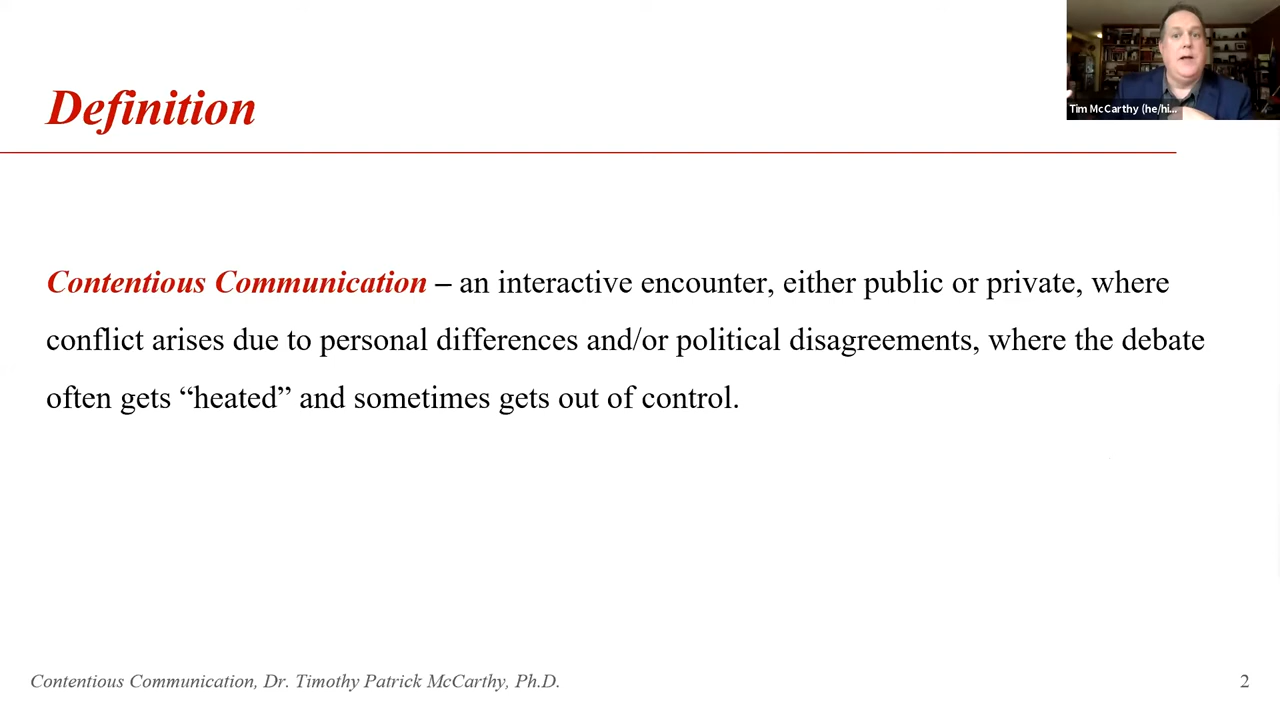 Tim McCarthy (he/hi...
Definition
Contentious Communication – an interactive encounter, either public or private, where
conflict arises due to personal differences and/or political disagreements, where the debate
often gets “heated” and sometimes gets out of control.
Contentious Communication, Dr. Timothy Patrick McCarthy, Ph.D.
2